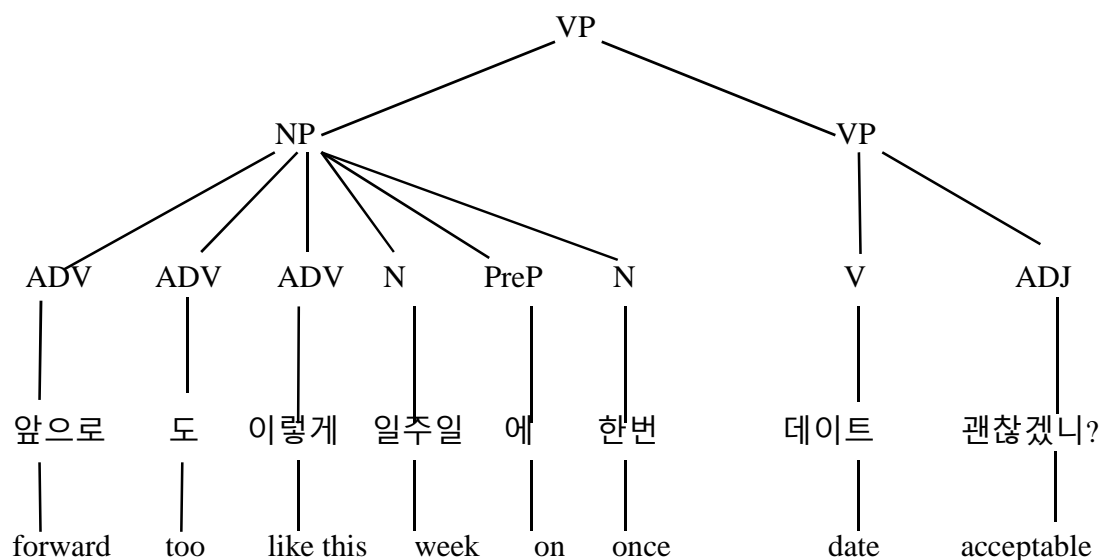 VP
NP VP
ADV ADV ADV N PreP N V ADJ
앞으로 도 이렇게 일주일 에 한번 데이트 괜찮겠니?
forward too like this week on once date acceptable